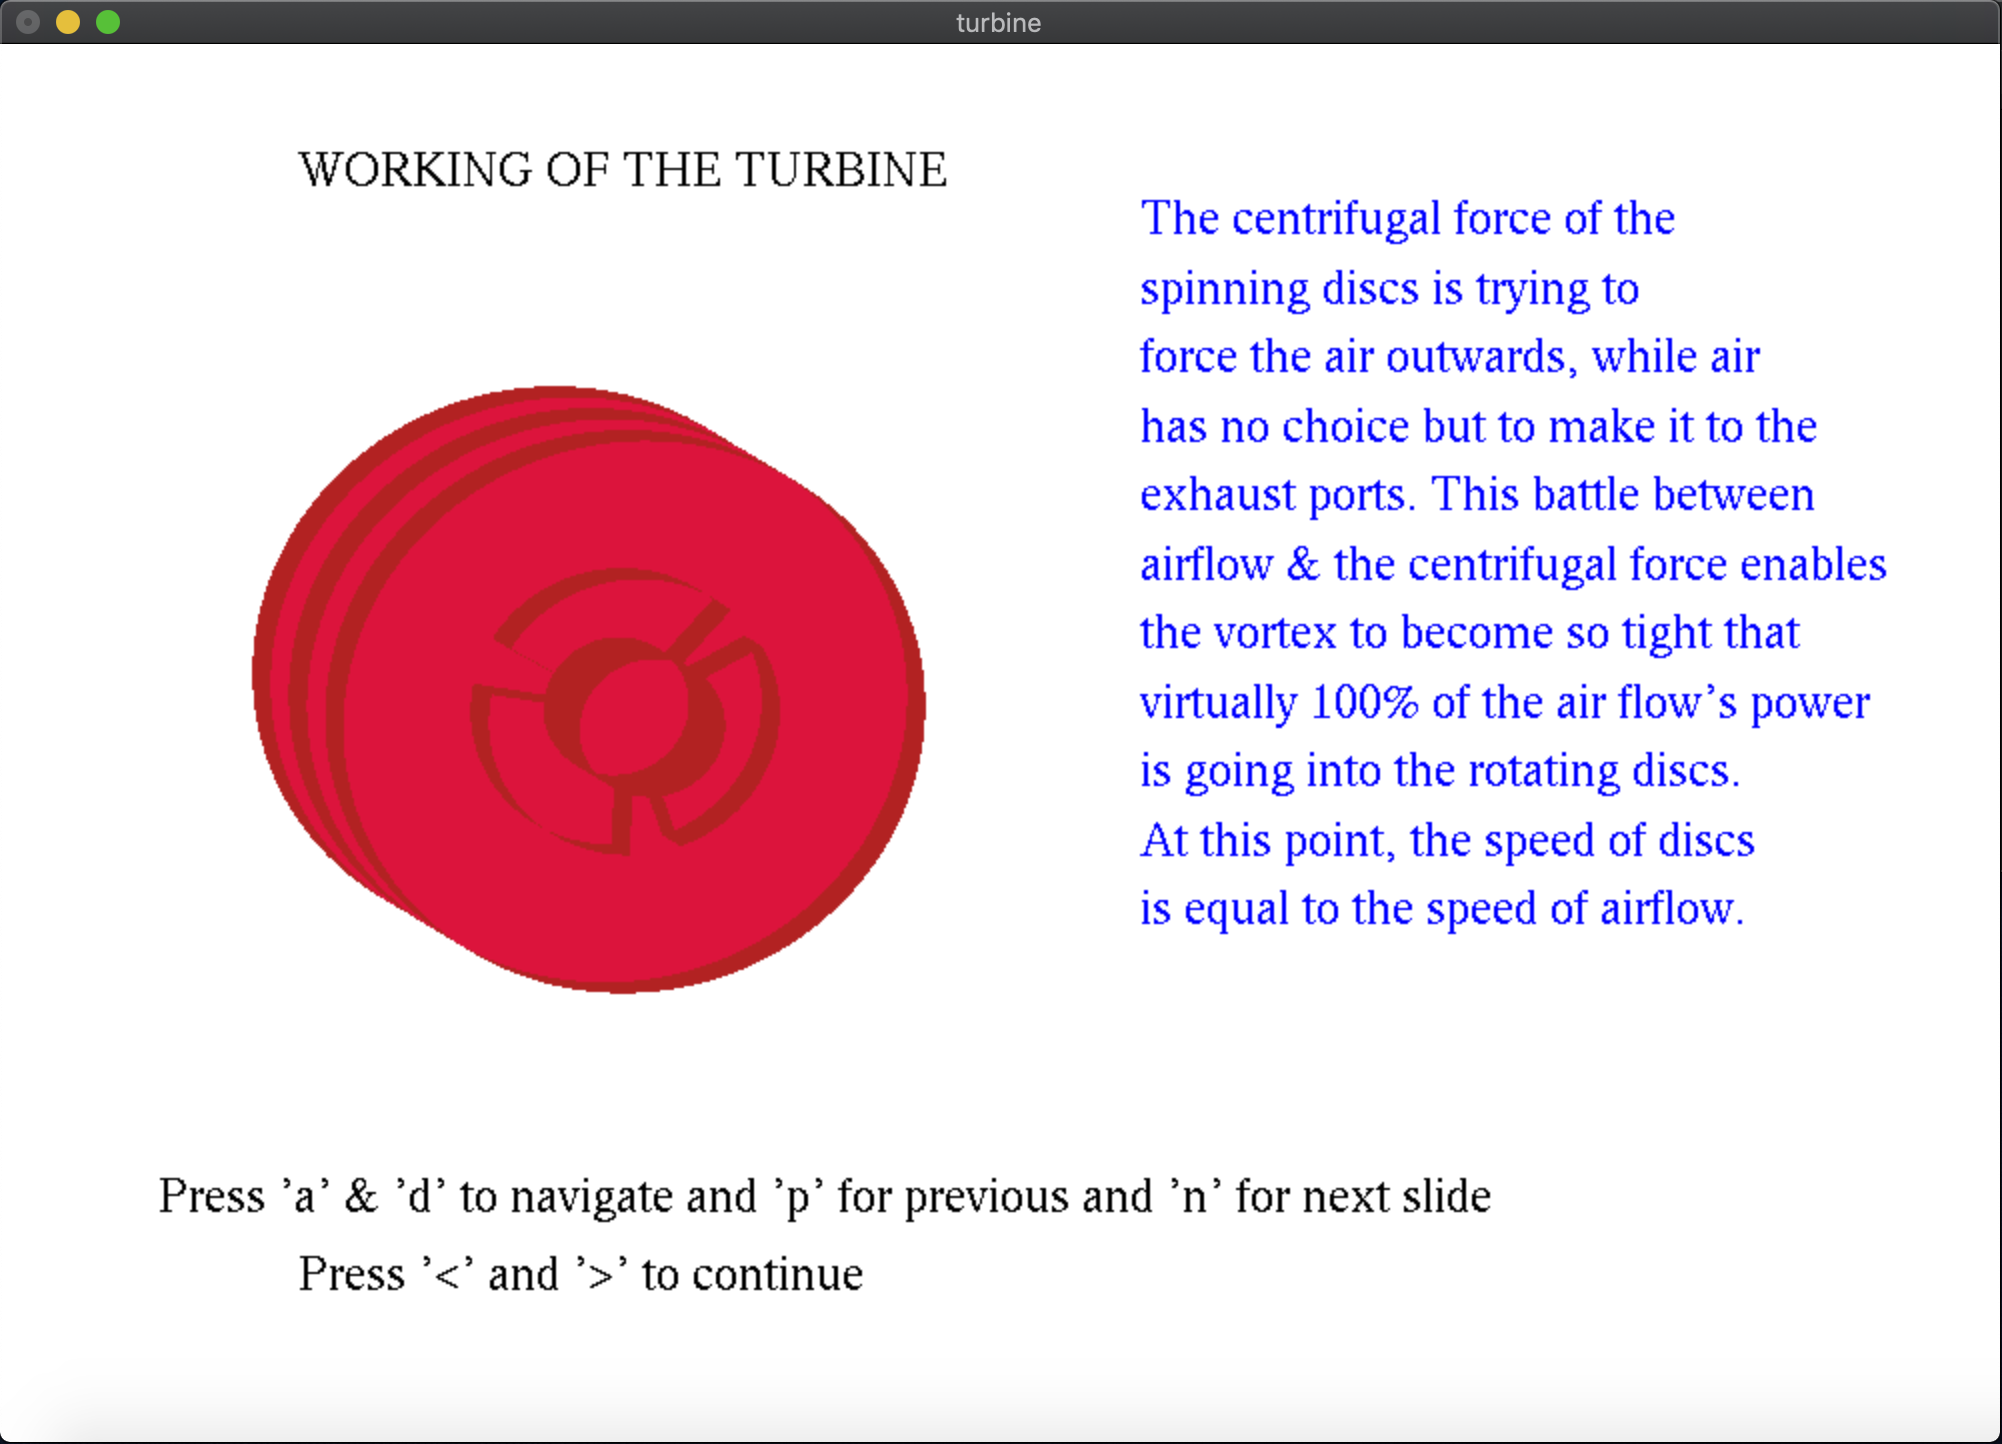 turbine
WORKING OF THE TURBINE
The centrifugal force of the
spinning discs is trying to
force the air outwards, while air
has no choice but to make it to the
exhaust ports. This battle between
airflow & the centrifugal force enables
the vortex to become so tight that
virtually 100% of the air flow’s power
is going into the rotating discs.
At this point, the speed of discs
is equal to the speed of airflow.
Press ’a’ & ’d’ to navigate and ’p’ for previous and ’n’ for next slide
Press ’<’ and ’>’ to continue